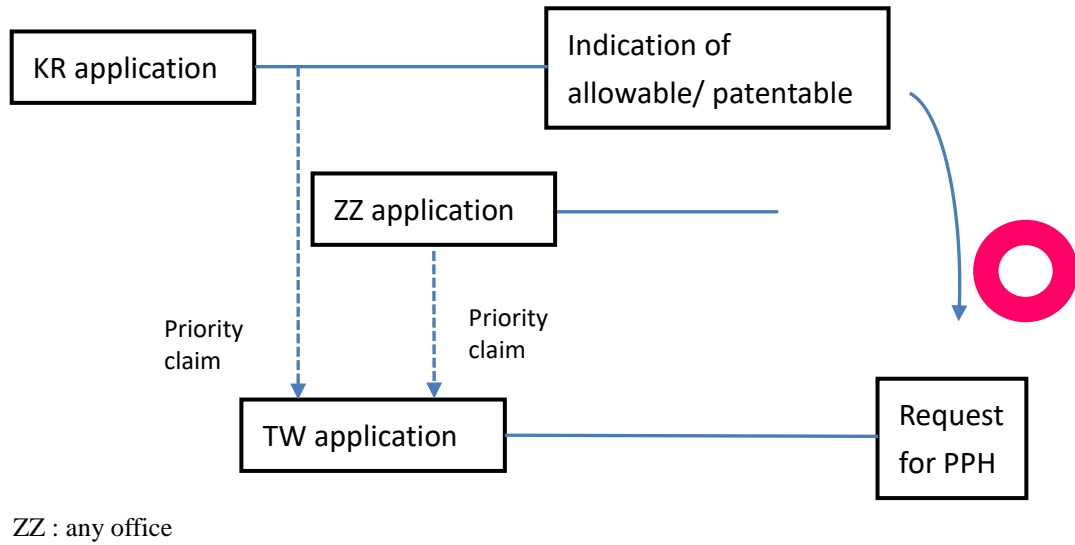 KR application
Indication of
allowable/ patentable
ZZ application
Priority
claim
Priority
claim
TW application
Request
for PPH
ZZ : any office